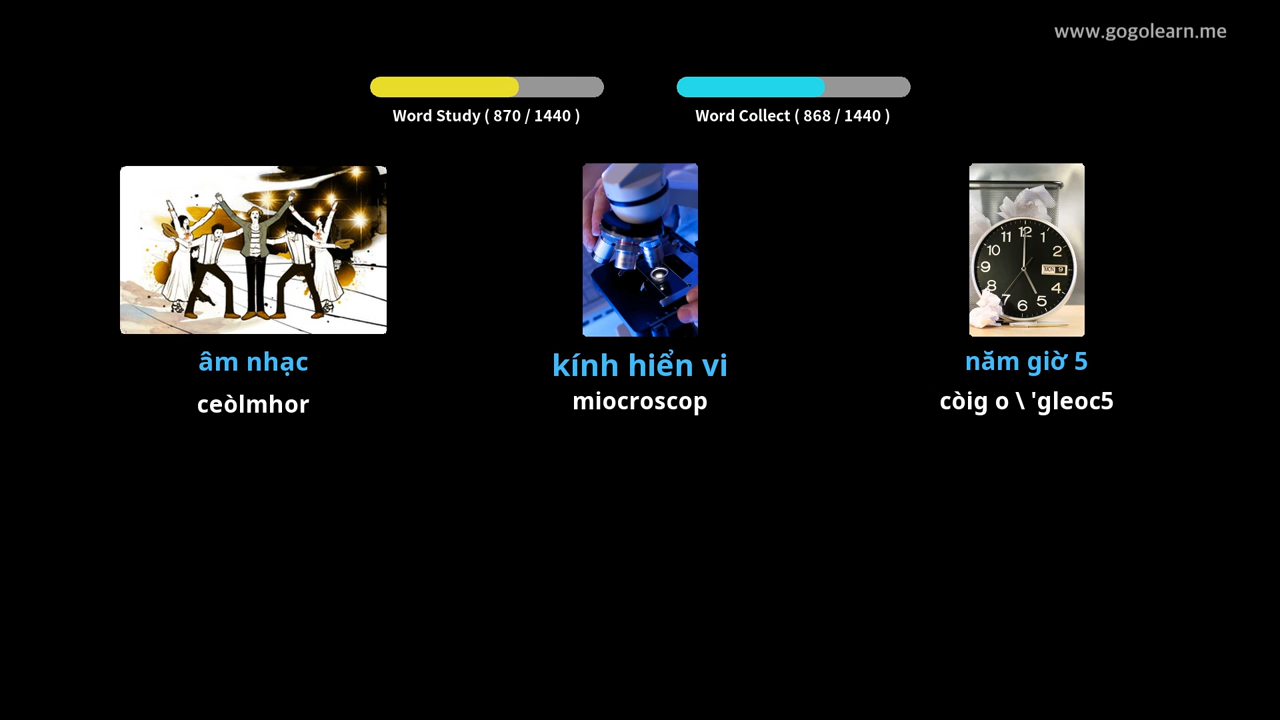 www.gogolearn.me
Word Study ( 870 / 1440 )
Word Collect ( 868 / 1440 )
âm nhạc
kính hiển vi
năm giờ 5
ceòlmhor
miocroscop
còig o \ 'gleoc5